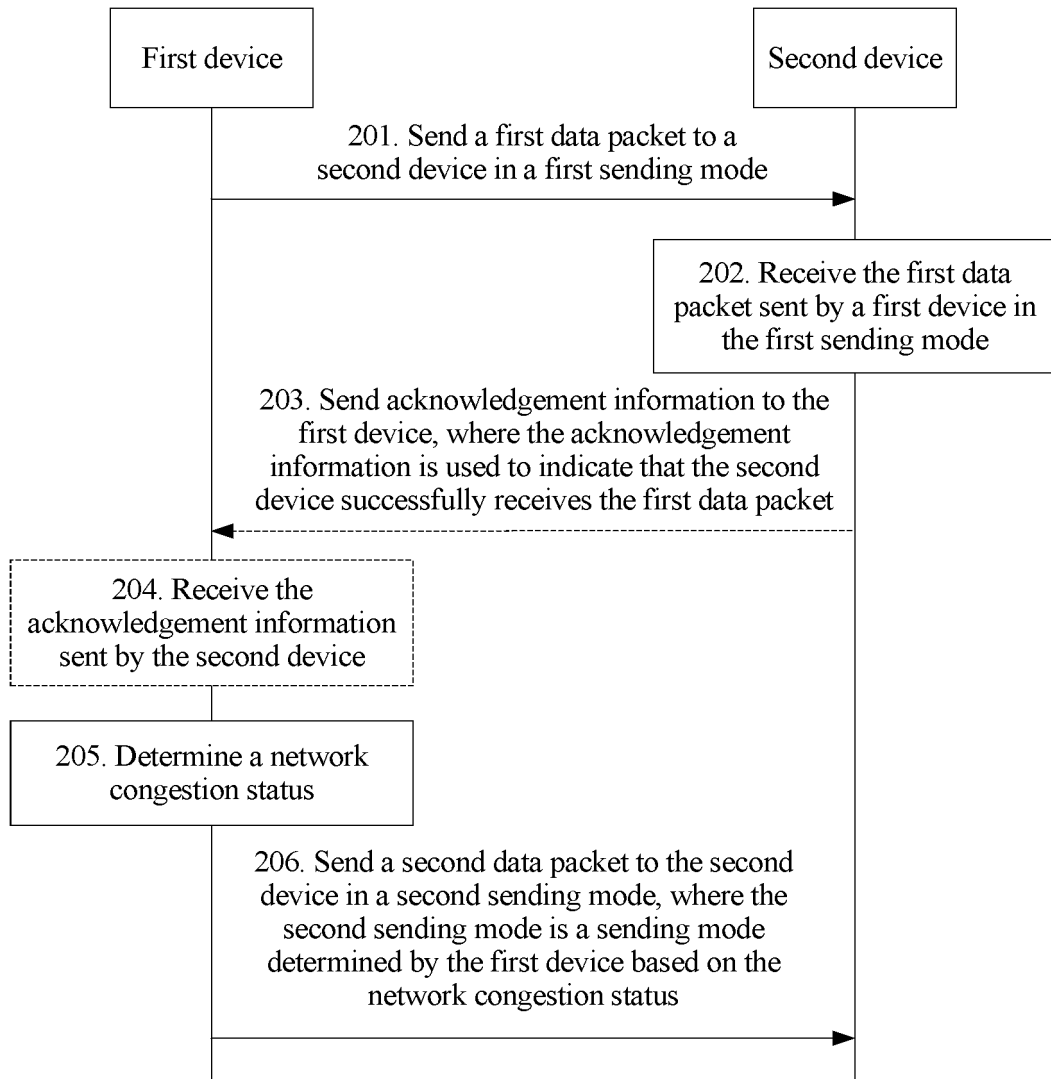 First device
Second device
201. Send a first data packet to a
second device in a first sending mode
202. Receive the first data
packet sent by a first device in
the first sending mode
203. Send acknowledgement information to the
first device, where the acknowledgement
information is used to indicate that the second
device successfully receives the first data packet
204. Receive the
acknowledgement information
sent by the second device
205. Determine a network
congestion status
206. Send a second data packet to the second
device in a second sending mode, where the
second sending mode is a sending mode
determined by the first device based on the
network congestion status